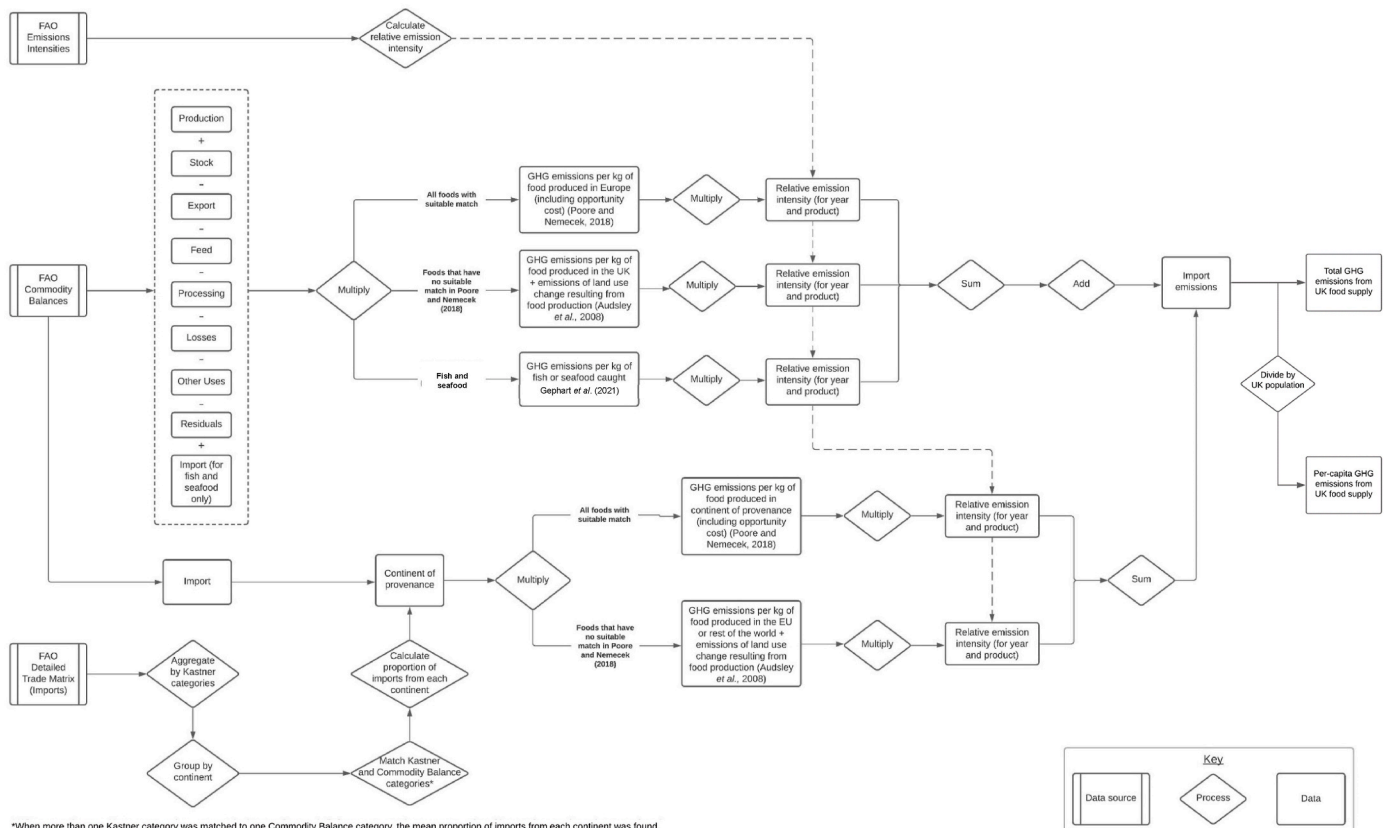 FAO
Emissions
Intensities
Calculate
relative emission
intensity
Production
+
Stock
–
Export
–
Feed
–
Processing
–
Losses
–
Other Uses
–
Residuals
+
Import (for
fish and
seafood
only)
FAO
Commodity
Balances
Multiply
All foods with
suitable match
GHG emissions per kg of
food produced in Europe
(including opportunity
cost) (Poore and
Nemecek, 2018)
Multiply
Relative emission
intensity (for year
and product)
Foods that have
no suitable
match in Poore
and Nemecek
(2018)
GHG emissions per kg of
food produced in the UK
+ emissions of land use
change resulting from
food production (Audsley
et al., 2008)
Multiply
Relative emission
intensity (for year
and product)
Fish and
seafood
GHG emissions per kg of
fish or seafood caught
Gephart et al. (2021)
Multiply
Relative emission
intensity (for year
and product)
Sum
Add
Import
emissions
Total GHG
emissions from
UK food supply
Divide by
UK population
Per-capita GHG
emissions from
UK food supply
Import
Continent of
provenance
Multiply
All foods with
suitable match
GHG emissions per kg of
food produced in
continent of provenance
(including opportunity
cost) (Poore and
Nemecek, 2018)
Multiply
Relative emission
intensity (for year
and product)
Foods that have
no suitable
match in Poore
and Nemecek
(2018)
GHG emissions per kg of
food produced in the EU
or rest of the world +
emissions of land use
change resulting from
food production (Audsley
et al., 2008)
Multiply
Relative emission
intensity (for year
and product)
Sum
FAO
Detailed
Trade Matrix
(Imports)
Aggregate
by Kastner
categories
Calculate
proportion of
imports from each
continent
Group by
continent
Match Kastner
and Commodity Balance
categories*
Key
Data source
Process
Data
*When more than one Kastner category was matched to one Commodity Balance category, the mean proportion of imports from each continent was found